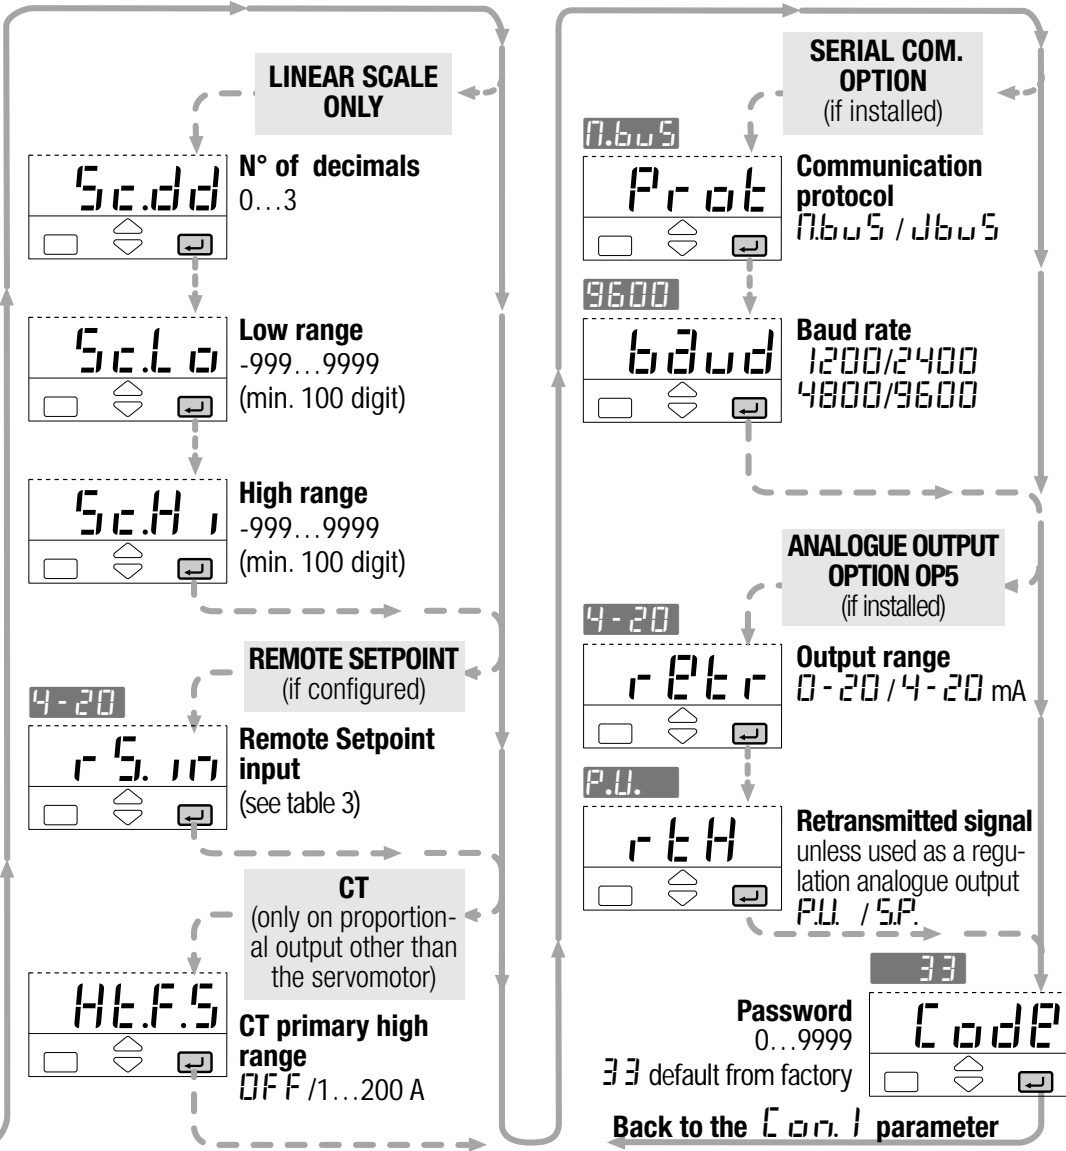 LINEAR SCALE
ONLY
Sc.dd
N° of decimals
0...3
Sc.Lo
Low range
-999...9999
(min. 100 digit)
Sc.Hi
High range
-999...9999
(min. 100 digit)
REMOTE SETPOINT
(if configured)
4-20
rS.in
Remote Setpoint
input
(see table 3)
CT
(only on proportion-
al output other than
the servomotor)
Ht.F.S
CT primary high
range
OFF/1...200 A
SERIAL COM.
OPTION
(if installed)
M.buS
Prot
Communication
protocol
M.buS / JbuS
9600
baud
Baud rate
1200/2400
4800/9600
ANALOGUE OUTPUT
OPTION OP5
(if installed)
4-20
retr
Output range
0-20/4-20 mA
P.U.
rtH
Retransmitted signal
unless used as a regu-
lation analogue output
P.U. / S.P.
33
Code
Password
0...9999
33 default from factory
Back to the Con.1 parameter